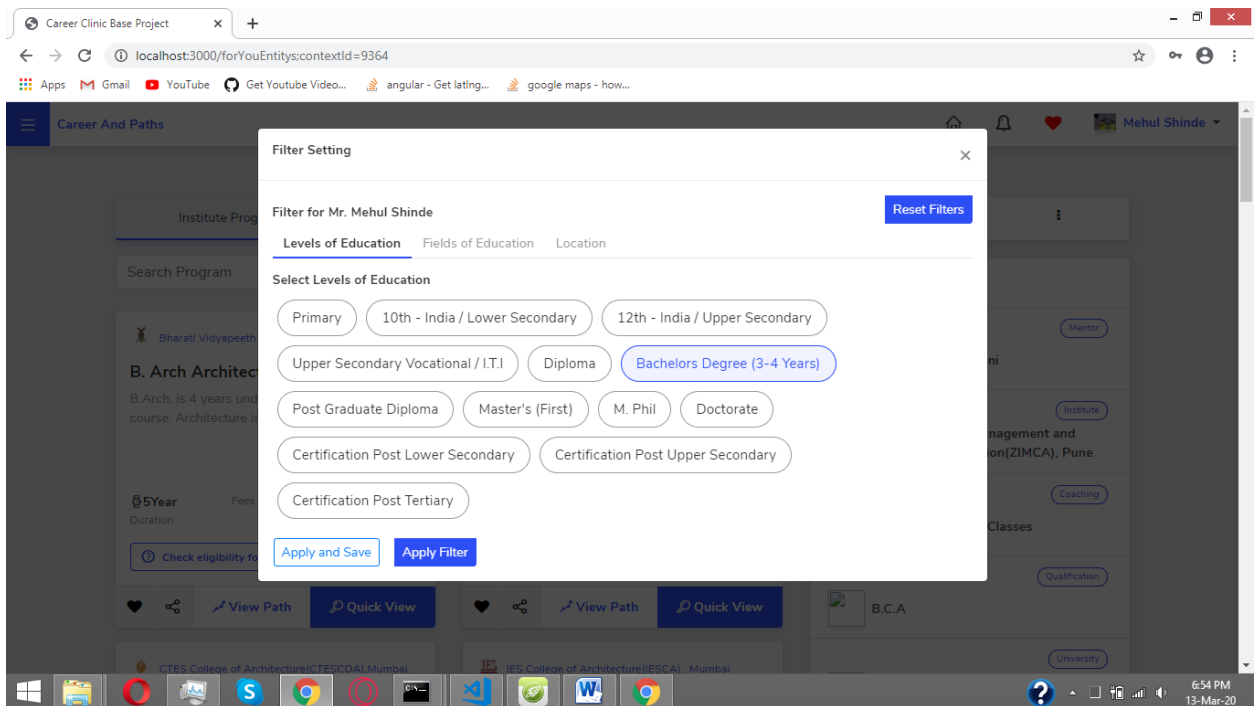 Career Clinic Base Project
localhost:3000/forYouEntitys;contextId=9364
Apps Gmail YouTube Get Youtube Video... angular - Get latlng... google maps - how...
Career And Paths
Mehul Shinde
Filter Setting
Institute Prog
Filter for Mr. Mehul Shinde
Reset Filters
Levels of Education Fields of Education Location
Search Program
Select Levels of Education
Primary 10th - India / Lower Secondary 12th - India / Upper Secondary
Bharati Vidyapeeth
Mentor
Upper Secondary Vocational / I.T.I Diploma Bachelors Degree (3-4 Years)
ni
B. Arch Architec
B.Arch. is 4 years und
course. Architecture is
Post Graduate Diploma Master's (First) M. Phil Doctorate
Institute
nagement and
ion(ZIMCA), Pune
Certification Post Lower Secondary Certification Post Upper Secondary
Certification Post Tertiary
5Year Fees
Duration
Coaching
Classes
Apply and Save Apply Filter
Check eligibility fo
Qualification
B.C.A
View Path Quick View View Path Quick View
University
CTES College of Architecture(CTESCOA),Mumbai IES College of Architecture(IESCA) , Mumbai
6:54 PM
13-Mar-20